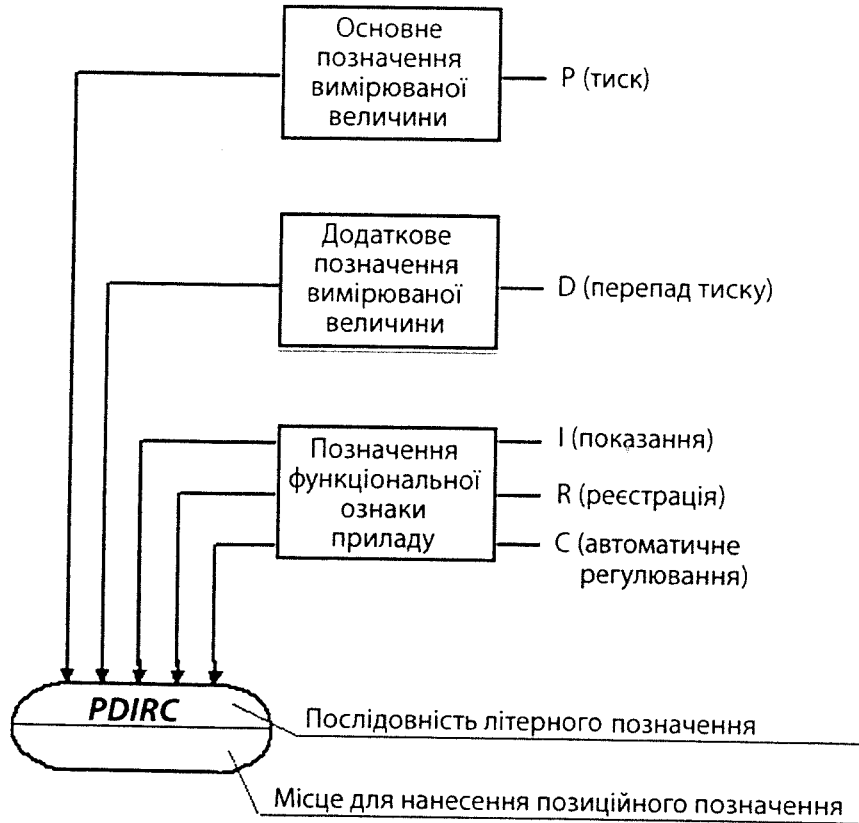 Основне
позначення
вимірюваної
величини
P (тиск)
Додаткове
позначення
вимірюваної
величини
D (перепад тиску)
Позначення
функціональної
ознаки
приладу
I (показання)
R (реєстрація)
C (автоматичне
регулювання)
PDIRC
Послідовність літерного позначення
Місце для нанесення позиційного позначення